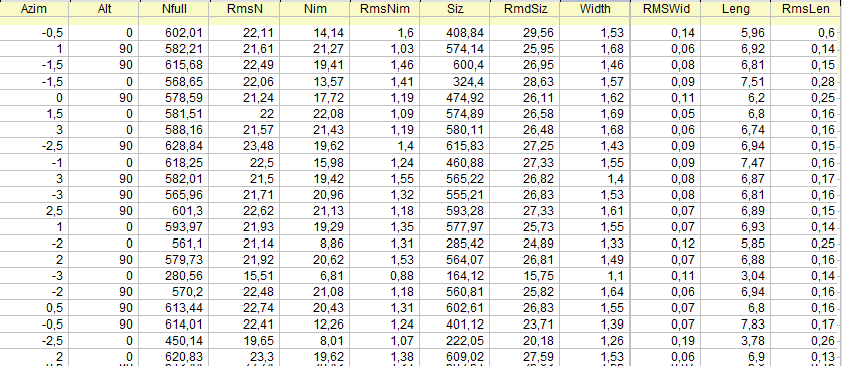 Azim Alt Nfull RmsN Nim RmsNim Siz RmdSiz Width RMSWid Leng RmsLen
-0,5 0 602,01 22,11 14,14 1,6 408,84 29,56 1,53 0,14 5,96 0,6
1 90 582,21 21,61 21,27 1,03 574,14 25,95 1,68 0,06 6,92 0,14
-1,5 90 615,68 22,49 19,41 1,46 600,4 26,95 1,46 0,08 6,81 0,15
-1,5 0 568,65 22,06 13,57 1,41 324,4 28,63 1,57 0,09 7,51 0,28
0 90 578,59 21,24 17,72 1,19 474,92 26,11 1,62 0,11 6,2 0,25
1,5 0 581,51 22 22,08 1,09 574,89 26,58 1,69 0,05 6,8 0,16
3 0 588,16 21,57 21,43 1,19 580,11 26,48 1,68 0,06 6,74 0,16
-2,5 90 628,84 23,48 19,62 1,4 615,83 27,25 1,43 0,09 6,94 0,15
-1 0 618,25 22,5 15,98 1,24 460,88 27,33 1,55 0,09 7,47 0,16
3 90 582,01 21,5 19,42 1,55 565,22 26,82 1,4 0,08 6,87 0,17
-3 90 565,96 21,71 20,96 1,32 555,21 26,83 1,53 0,08 6,81 0,16
2,5 90 601,3 22,62 21,13 1,18 593,28 27,33 1,61 0,07 6,89 0,15
1 0 593,97 21,93 19,29 1,35 577,97 25,73 1,55 0,07 6,93 0,14
-2 0 561,1 21,14 8,86 1,31 285,42 24,89 1,33 0,12 5,85 0,25
2 90 579,73 21,92 20,62 1,53 564,07 26,81 1,49 0,07 6,88 0,16
-3 0 280,56 15,51 6,81 0,88 164,12 15,75 1,1 0,11 3,04 0,14
-2 90 570,2 22,48 21,08 1,18 560,81 25,82 1,64 0,06 6,94 0,16
0,5 90 613,44 22,74 20,43 1,31 602,61 26,83 1,55 0,07 6,8 0,16
-0,5 90 614,01 22,41 12,26 1,24 401,12 23,71 1,39 0,07 7,83 0,17
-2,5 0 450,14 19,65 8,01 1,07 222,05 20,18 1,26 0,19 3,78 0,26
2 0 620,83 23,3 19,62 1,38 609,02 27,59 1,53 0,06 6,9 0,13